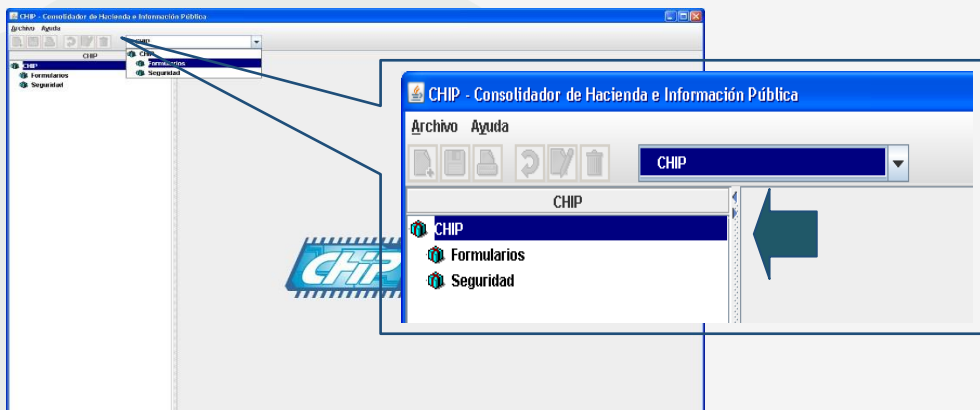 CHIP - Consolidador de Hacienda e Información Pública
Archivo Ayuda
CHIP
CHIP
CHIP
Formularios
Seguridad
CHIP
Formularios
Seguridad
CHIP
CHIP - Consolidador de Hacienda e Información Pública
Archivo Ayuda
CHIP
CHIP
CHIP
Formularios
Seguridad